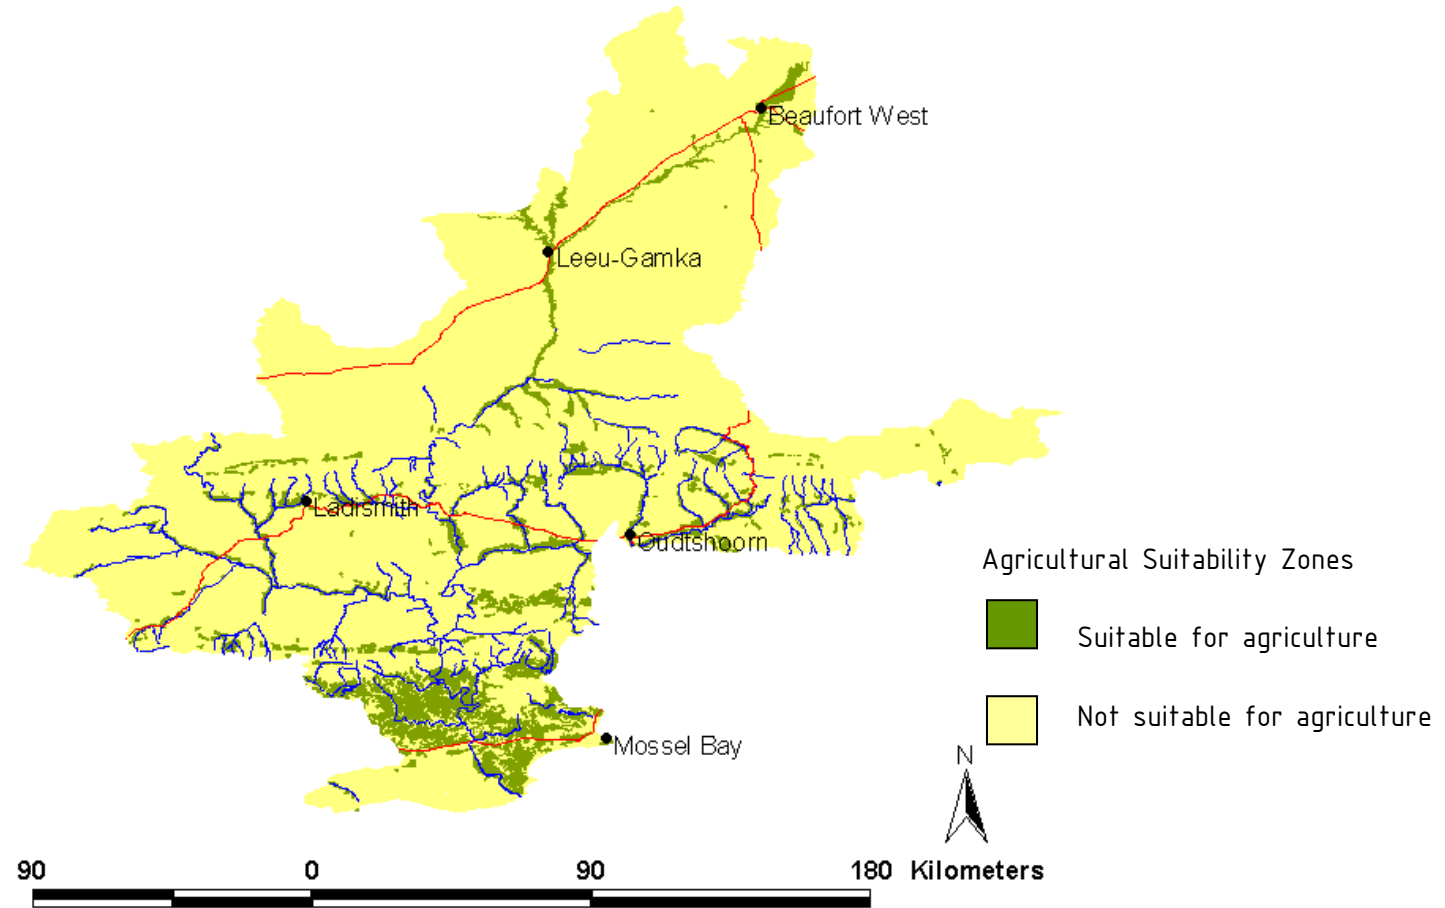 Beaufort West
Leeu-Gamka
Ladismith
Oudtshoorn
Agricultural Suitability Zones
Suitable for agriculture
Not suitable for agriculture
Mossel Bay
N
90 0 90 180 Kilometers